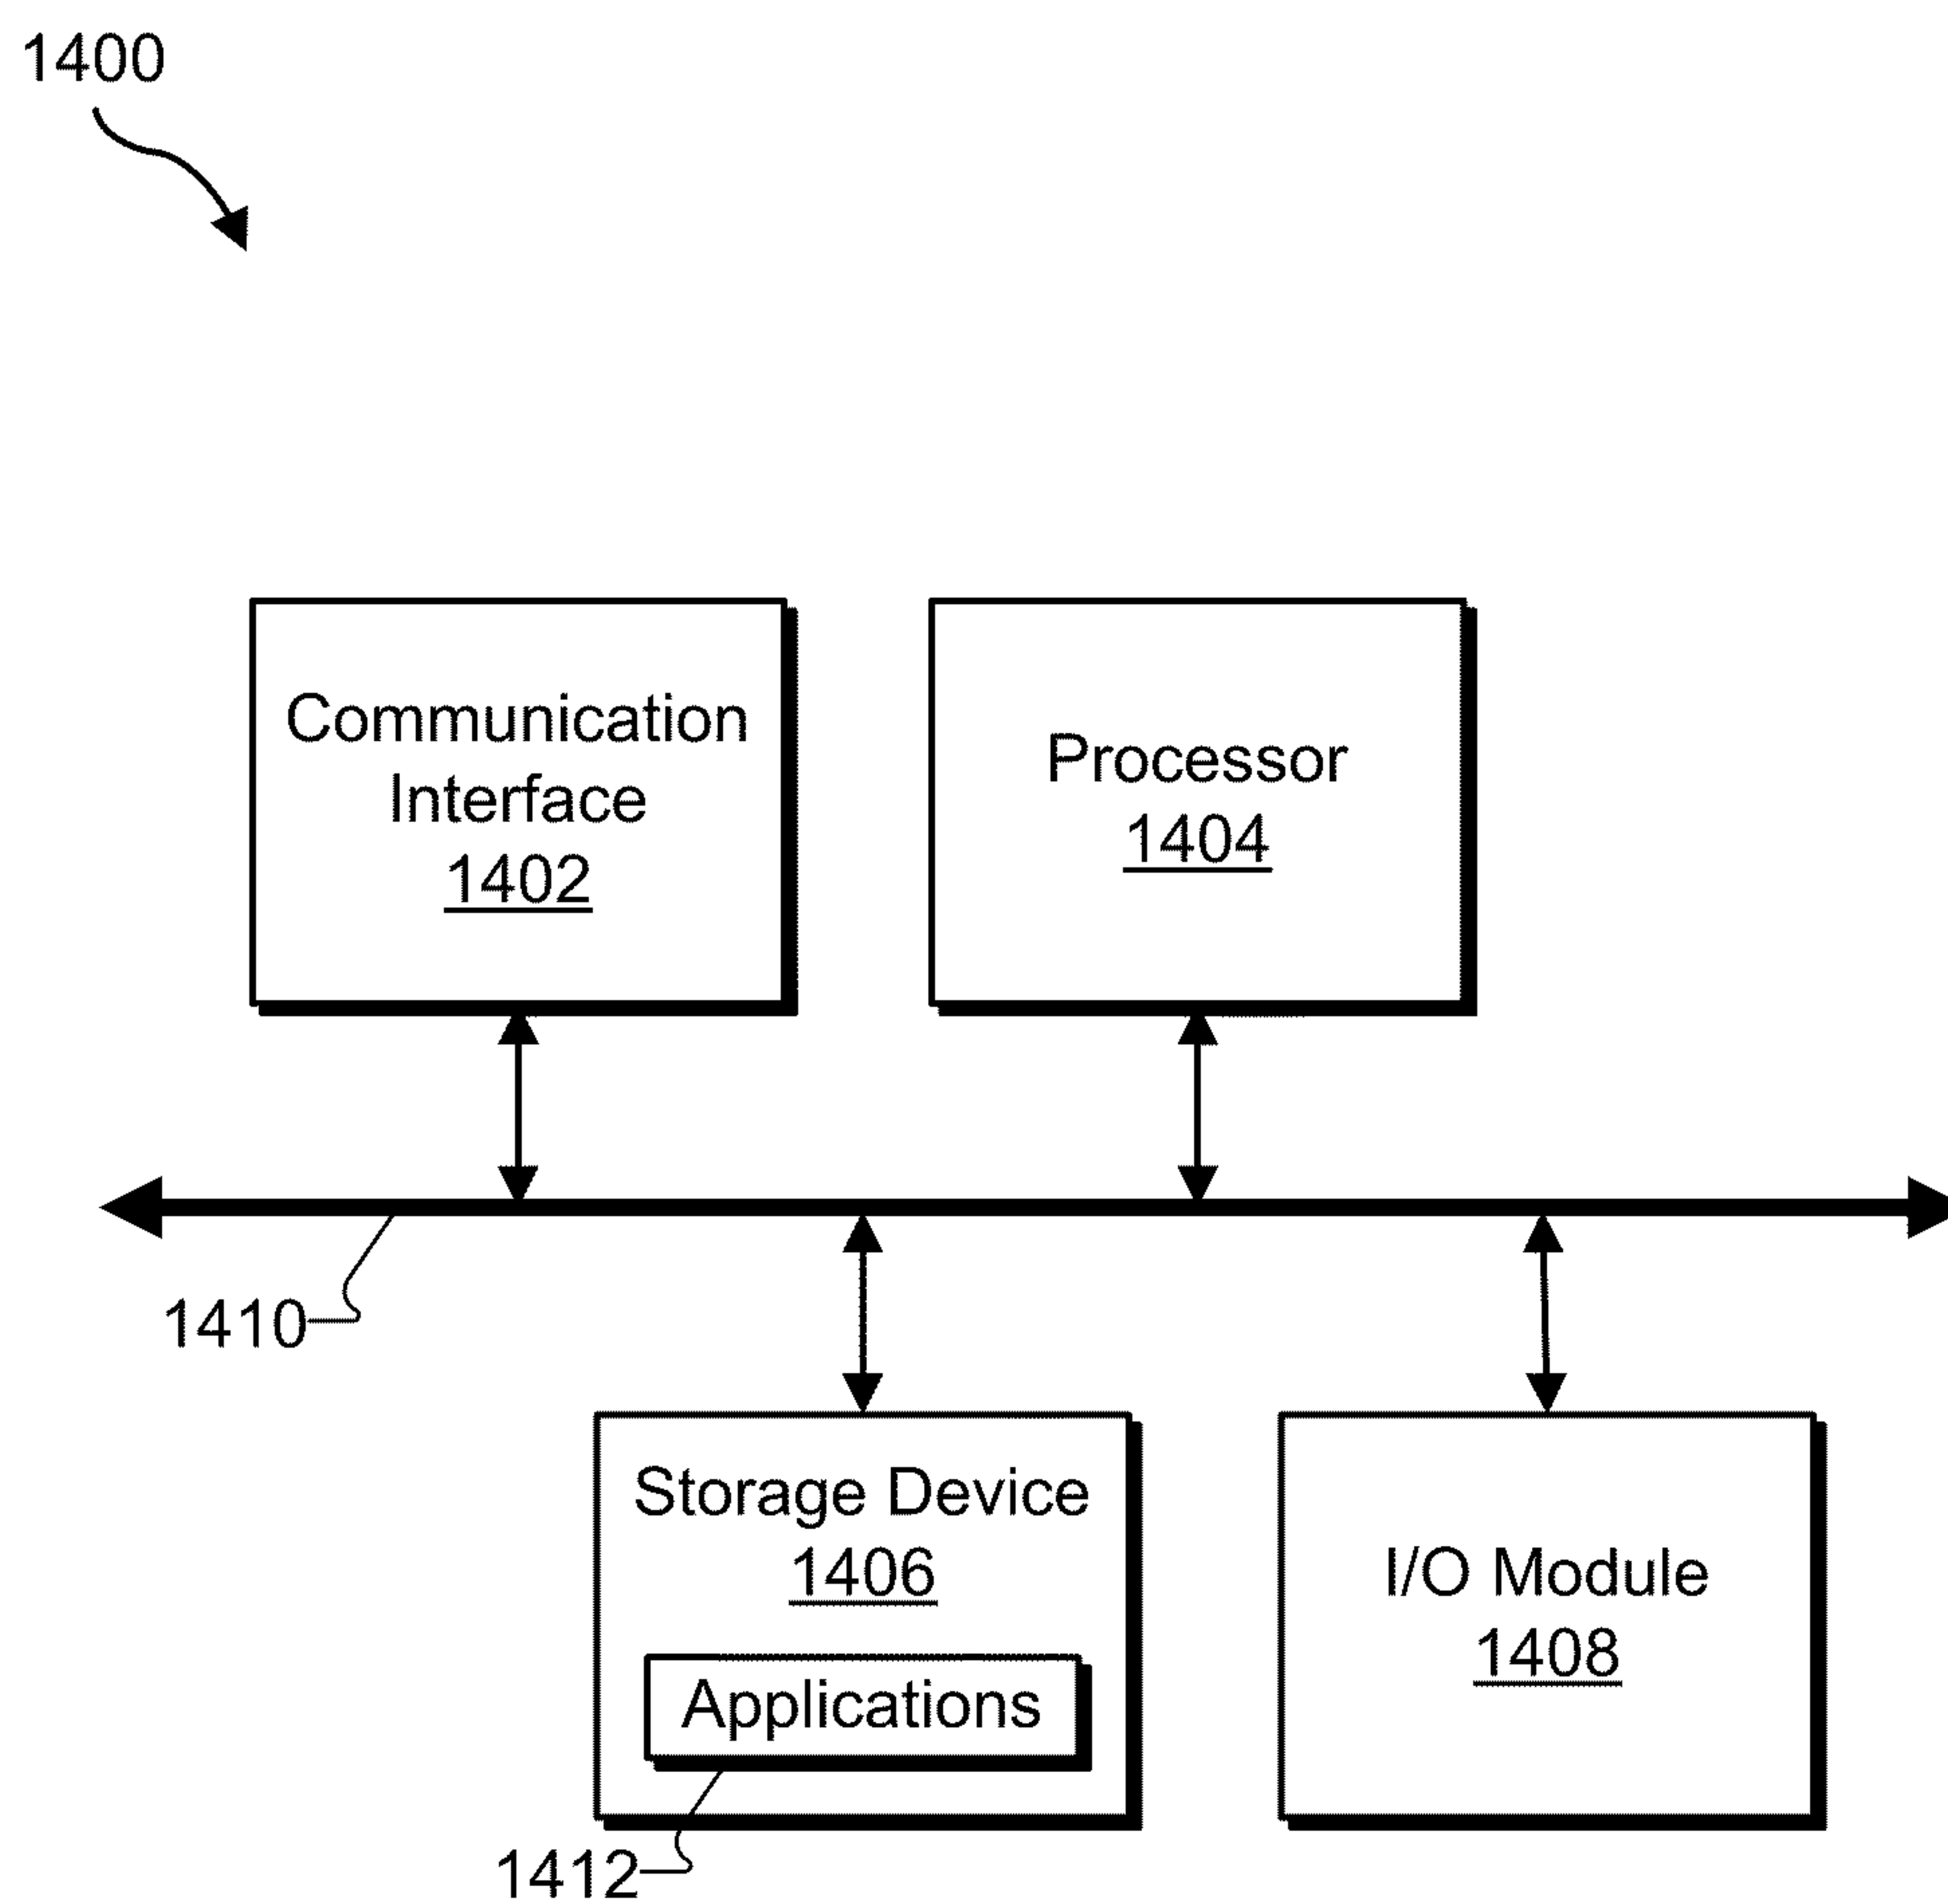 1400
Communication
Interface
1402
Processor
1404
1410
Storage Device
1406
Applications
1412
I/O Module
1408